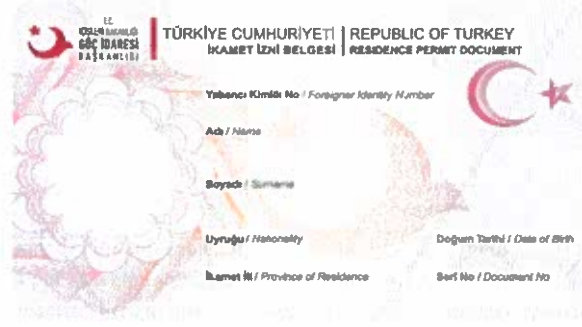 T.C.
İÇİŞLERİ BAKANLIĞI
GÖÇ İDARESİ
BAŞKANLIĞI
TÜRKİYE CUMHURİYETİ | REPUBLIC OF TURKEY
İKAMET İZNİ BELGESİ | RESIDENCE PERMIT DOCUMENT
Yabancı Kimlik No / Foreigner Identity Number
Adı / Name
Soyadı / Surname
Uyruğu / Nationality
Doğum Tarihi / Date of Birth
İkamet İli / Province of Residence
Seri No / Document No